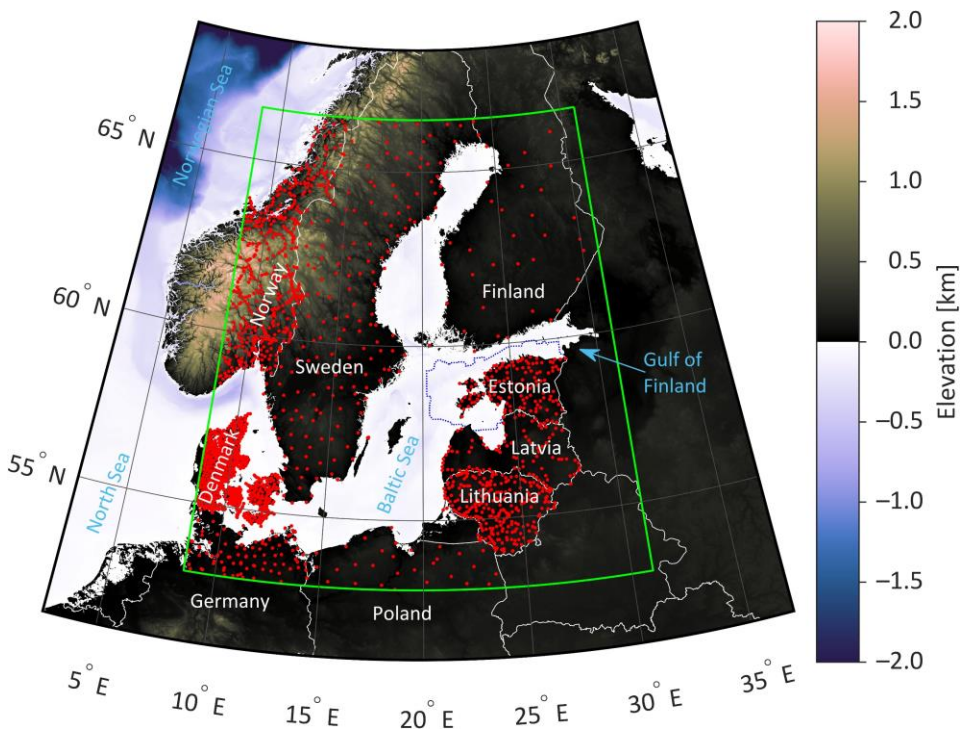 Norwegian Sea
65° N
60° N
55° N
North Sea
Norway
Sweden
Finland
Gulf of
Finland
Estonia
Latvia
Lithuania
Denmark
Baltic Sea
Germany
Poland
5° E
10° E
15° E
20° E
25° E
30° E
35° E
2.0
1.5
1.0
0.5
0.0
−0.5
−1.0
−1.5
−2.0
Elevation [km]